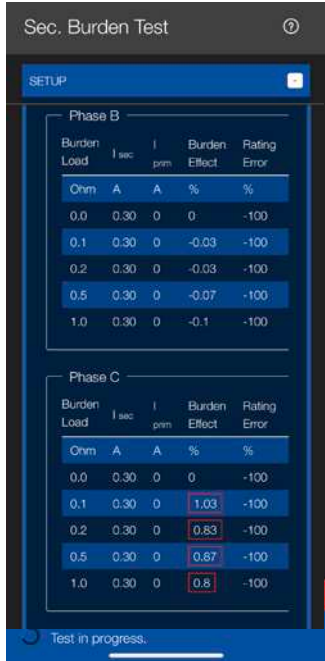 Sec. Burden Test ?
SETUP -
Phase B
Burden Load I sec I prim Burden Effect Rating Error
Ohm A A % %
0.0 0.30 0 0 -100
0.1 0.30 0 -0.03 -100
0.2 0.30 0 -0.03 -100
0.5 0.30 0 -0.07 -100
1.0 0.30 0 -0.1 -100
Phase C
Burden Load I sec I prim Burden Effect Rating Error
Ohm A A % %
0.0 0.30 0 0 -100
0.1 0.30 0 1.03 -100
0.2 0.30 0 0.83 -100
0.5 0.30 0 0.87 -100
1.0 0.30 0 0.8 -100
Test in progress.